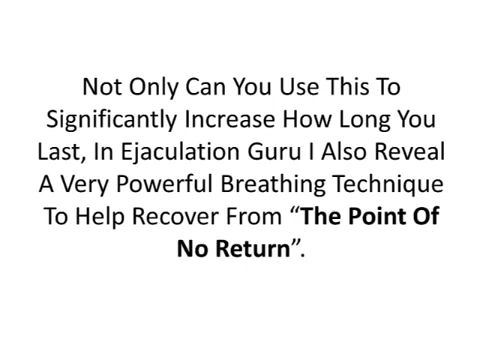 Not Only Can You Use This To
Significantly Increase How Long You
Last, In Ejaculation Guru I Also Reveal
A Very Powerful Breathing Technique
To Help Recover From “The Point Of
No Return”.